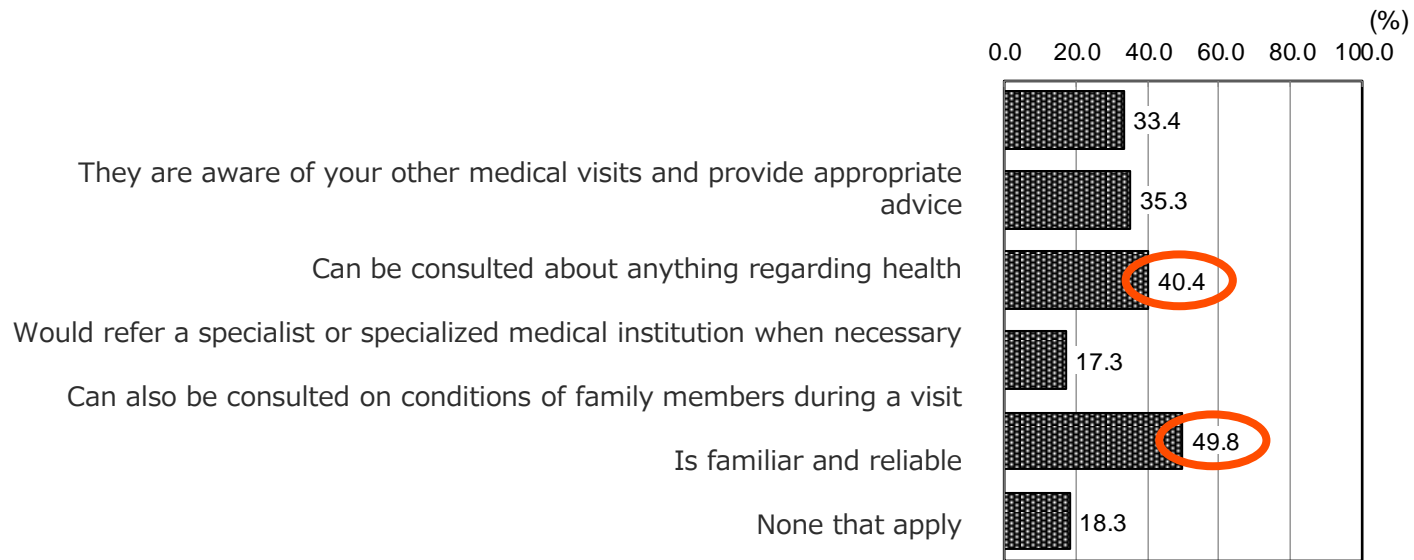 (%)
0.0 20.0 40.0 60.0 80.0 100.0
33.4
They are aware of your other medical visits and provide appropriate
advice
35.3
Can be consulted about anything regarding health
40.4
Would refer a specialist or specialized medical institution when necessary
17.3
Can also be consulted on conditions of family members during a visit
49.8
Is familiar and reliable
18.3
None that apply